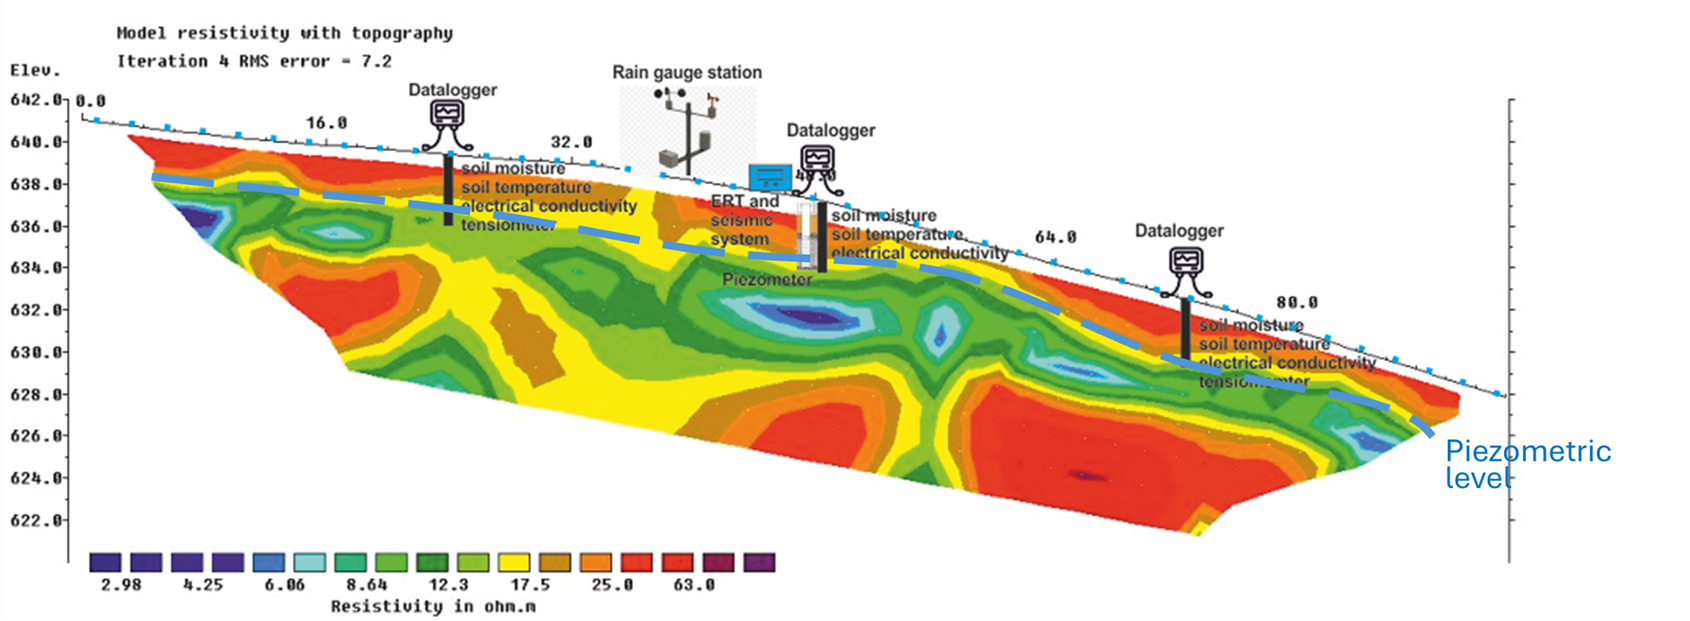 Model resistivity with topography
Iteration 4 RMS error = 7.2
Elev.
642.0
640.0
638.0
636.0
634.0
632.0
630.0
628.0
626.0
624.0
622.0
0.0
16.0
32.0
64.0
80.0
Datalogger
soil moisture
soil temperature
electrical conductivity
tensiometer
Rain gauge station
ERT and
seismic
system
Piezometer
Datalogger
soil moisture
soil temperature
electrical conductivity
Datalogger
soil moisture
soil temperature
electrical conductivity
tensiometer
Piezometric
level
2.98 4.25 6.06 8.64 12.3 17.5 25.0 63.0
Resistivity in ohm.m